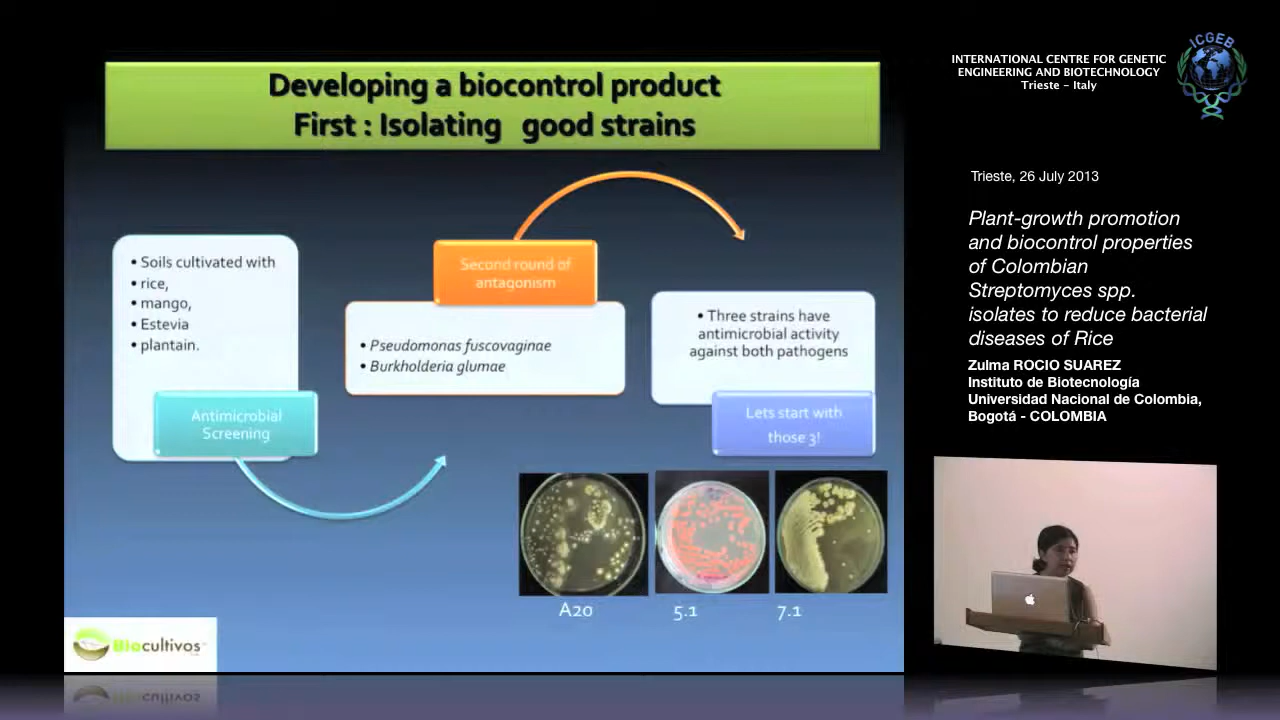 Developing a biocontrol product
First : Isolating good strains
• Soils cultivated with
• rice,
• mango,
• Estevia
• plantain.
Antimicrobial
Screening
Second round of
antagonism
• Pseudomonas fuscovaginae
• Burkholderia glumae
• Three strains have
antimicrobial activity
against both pathogens
Lets start with
those 3!
A20
5.1
7.1
Biocultivos
INTERNATIONAL CENTRE FOR GENETIC
ENGINEERING AND BIOTECHNOLOGY
Trieste – Italy
ICGEB
Trieste, 26 July 2013
Plant-growth promotion
and biocontrol properties
of Colombian
Streptomyces spp.
isolates to reduce bacterial
diseases of Rice
Zulma ROCIO SUAREZ
Instituto de Biotecnología
Universidad Nacional de Colombia,
Bogotá - COLOMBIA